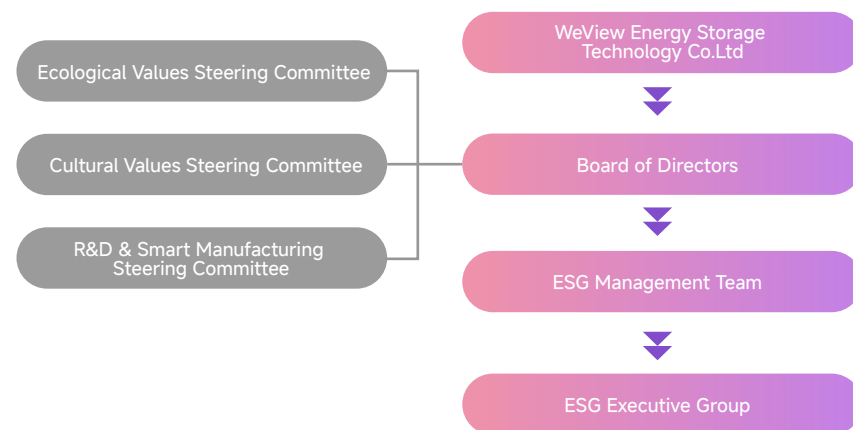 WeView Energy Storage
Technology Co.Ltd
Ecological Values Steering Committee
Cultural Values Steering Committee
Board of Directors
R&D & Smart Manufacturing
Steering Committee
ESG Management Team
ESG Executive Group